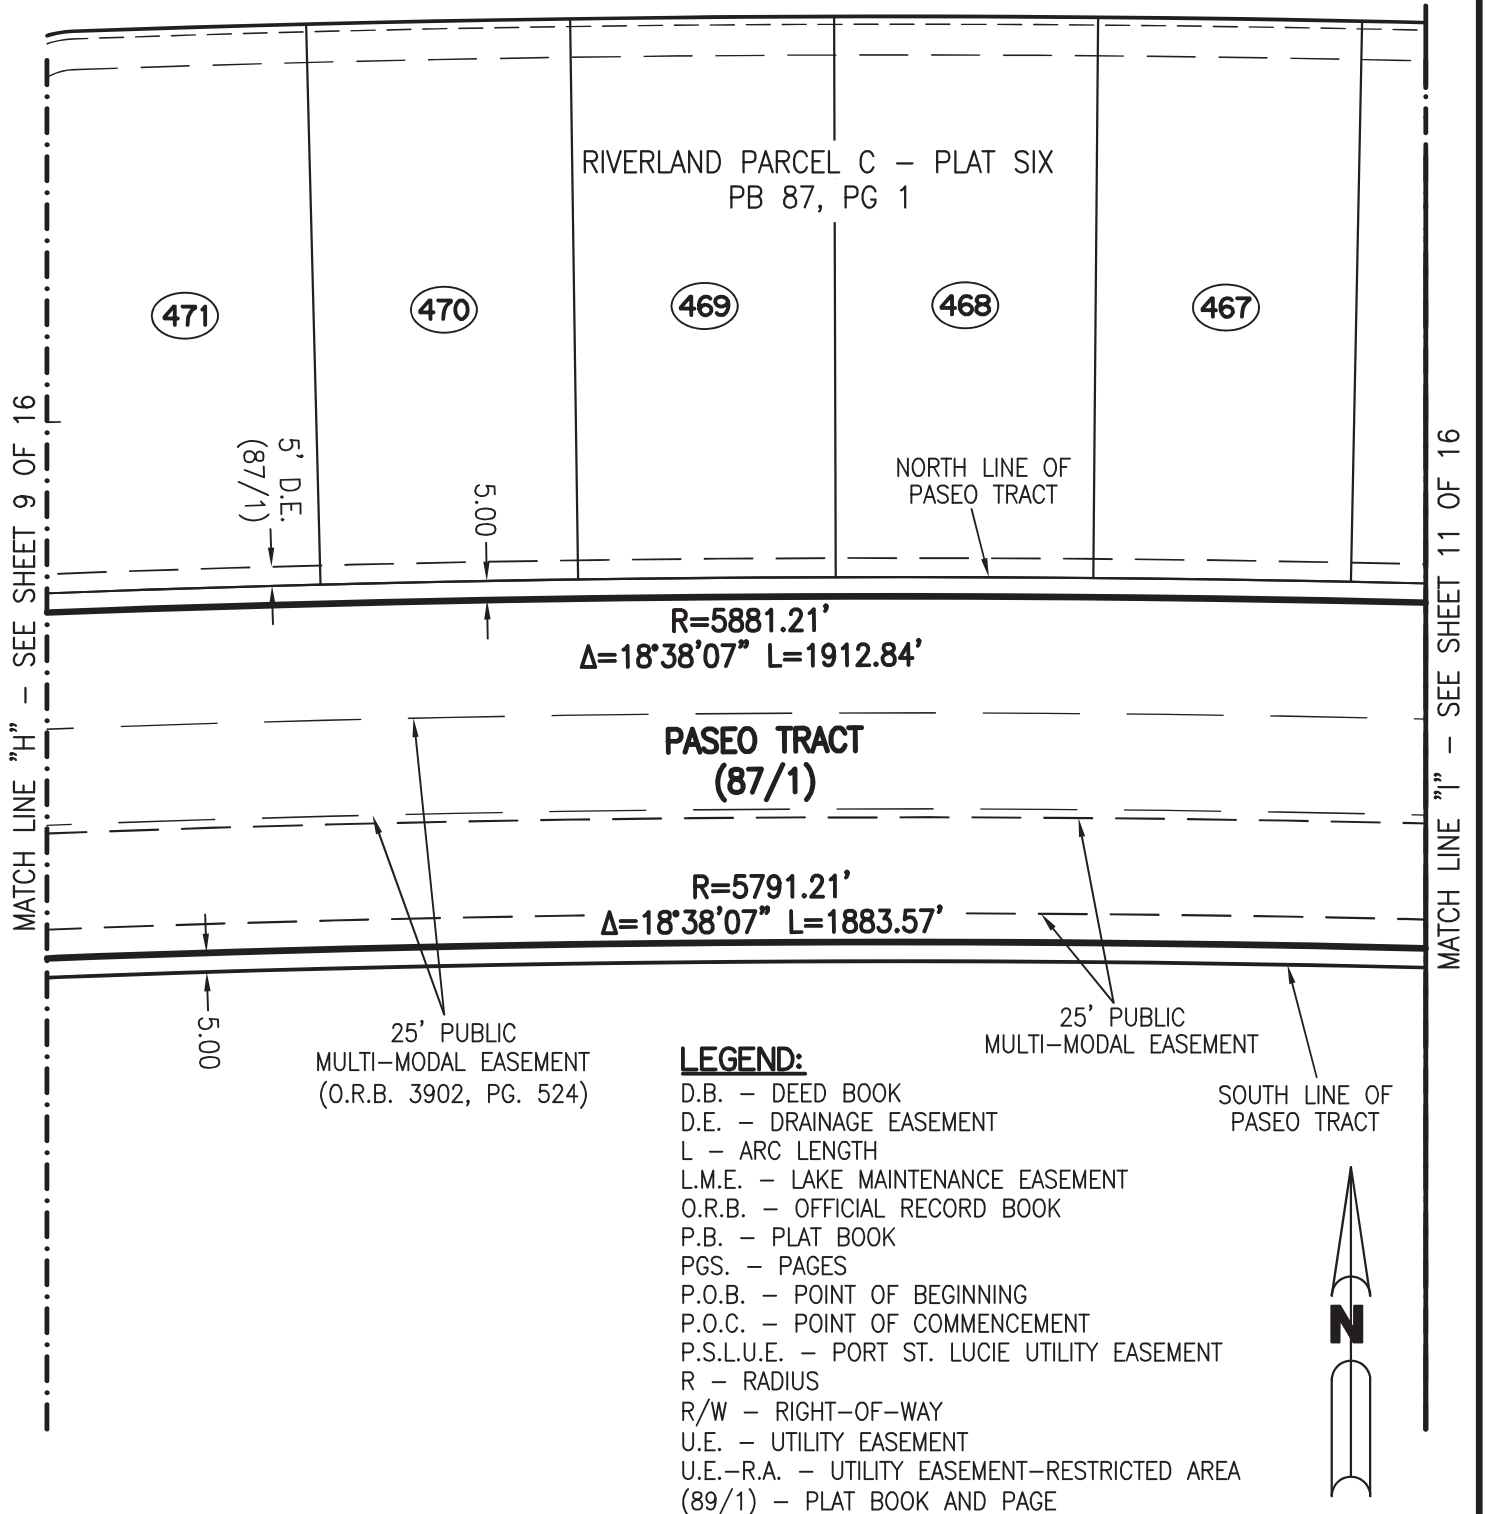 RIVERLAND PARCEL C – PLAT SIX
PB 87, PG 1
471
470
469
468
467
MATCH LINE "H" – SEE SHEET 9 OF 16
5' D.E.
(87/1)
5.00
NORTH LINE OF
PASEO TRACT
MATCH LINE "I" – SEE SHEET 11 OF 16
R=5881.21'
Δ=18°38'07" L=1912.84'
PASEO TRACT
(87/1)
R=5791.21'
Δ=18°38'07" L=1883.57'
5.00
25' PUBLIC
MULTI–MODAL EASEMENT
(O.R.B. 3902, PG. 524)
25' PUBLIC
MULTI–MODAL EASEMENT
SOUTH LINE OF
PASEO TRACT
LEGEND:
D.B. – DEED BOOK
D.E. – DRAINAGE EASEMENT
L – ARC LENGTH
L.M.E. – LAKE MAINTENANCE EASEMENT
O.R.B. – OFFICIAL RECORD BOOK
P.B. – PLAT BOOK
PGS. – PAGES
P.O.B. – POINT OF BEGINNING
P.O.C. – POINT OF COMMENCEMENT
P.S.L.U.E. – PORT ST. LUCIE UTILITY EASEMENT
R – RADIUS
R/W – RIGHT–OF–WAY
U.E. – UTILITY EASEMENT
U.E.–R.A. – UTILITY EASEMENT–RESTRICTED AREA
(89/1) – PLAT BOOK AND PAGE
N